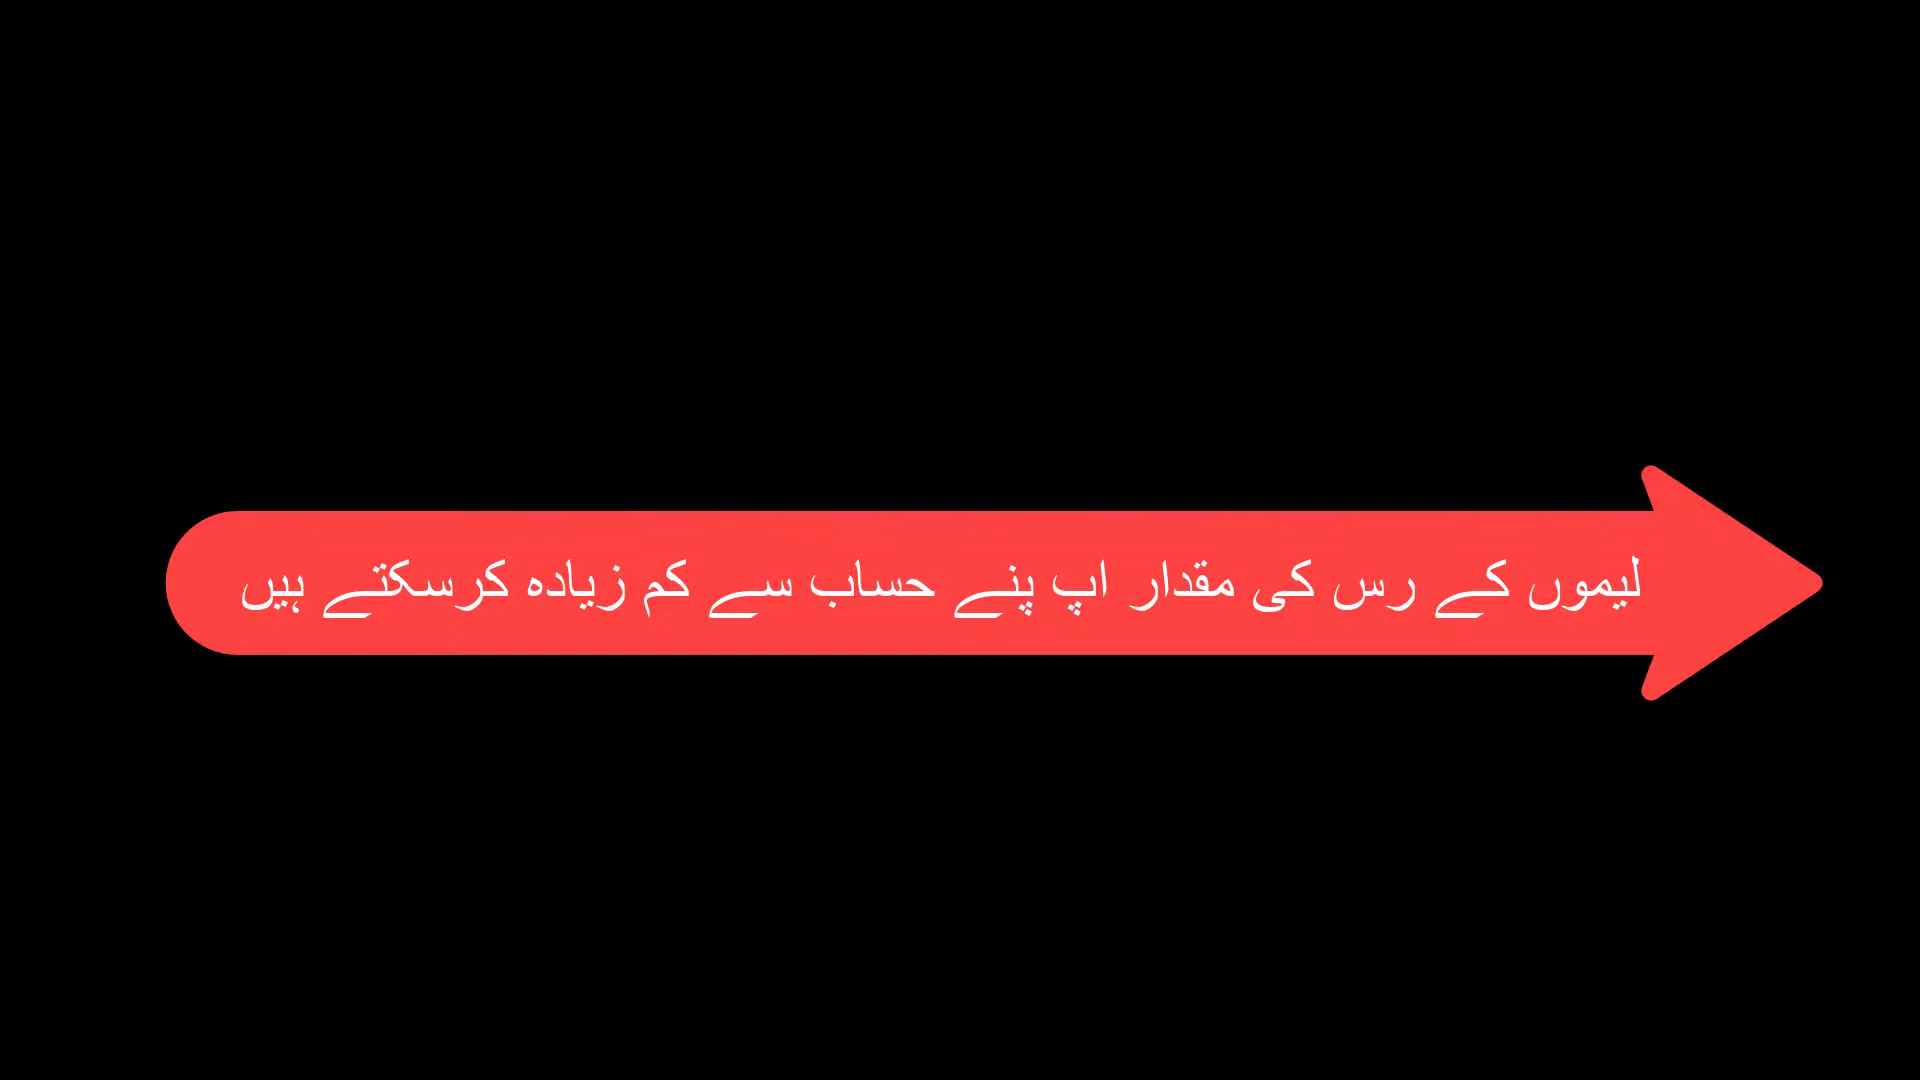 لیموں کے رس کی مقدار اپ پنے حساب سے کم زیادہ کرسکتے ہیں